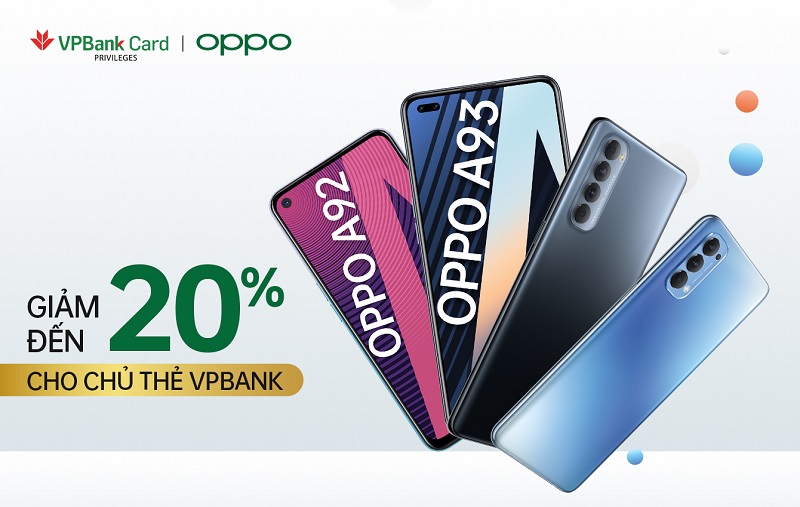 VPBank Card | oppo
PRIVILEGES
OPPO A92
OPPO A93
GIẢM
ĐẾN
20%
CHO CHỦ THẺ VPBANK